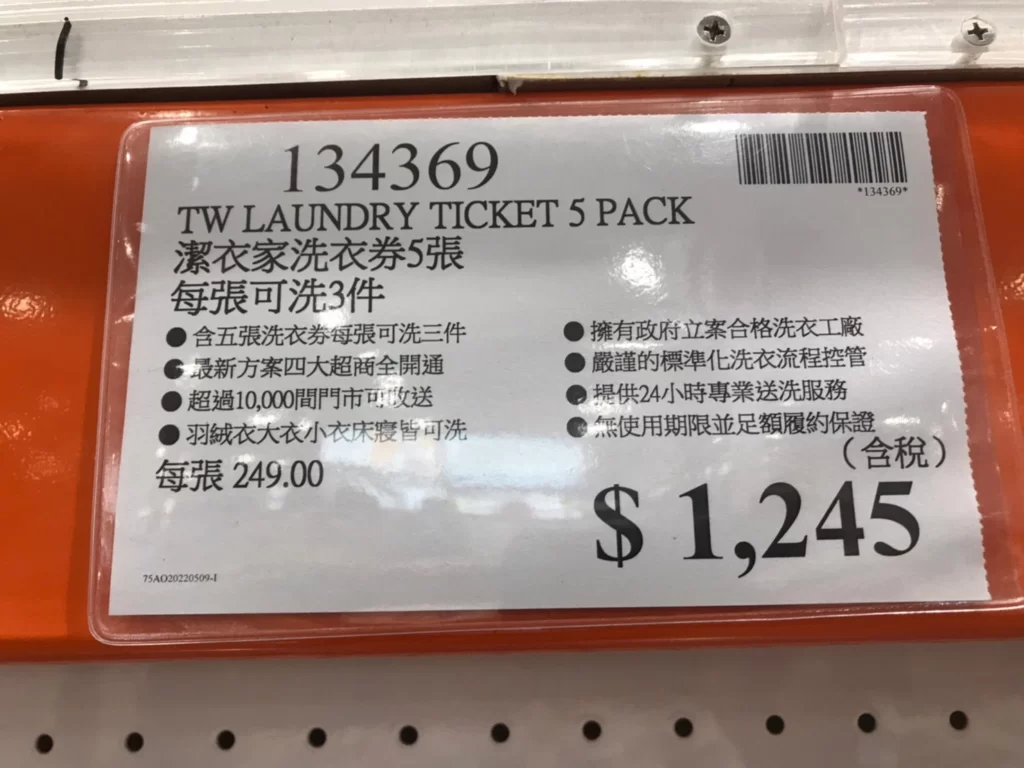 134369
*134369*
TW LAUNDRY TICKET 5 PACK
潔衣家洗衣券5張
每張可洗3件
●含五張洗衣券每張可洗三件
●最新方案四大超商全開通
●超過10,000間門市可收送
●羽絨衣大衣小衣床寢皆可洗
●擁有政府立案合格洗衣工廠
●嚴謹的標準化洗衣流程控管
●提供24小時專業送洗服務
●無使用期限並足額履約保證
(含稅)
每張 249.00
$ 1,245
75AO20220509-1